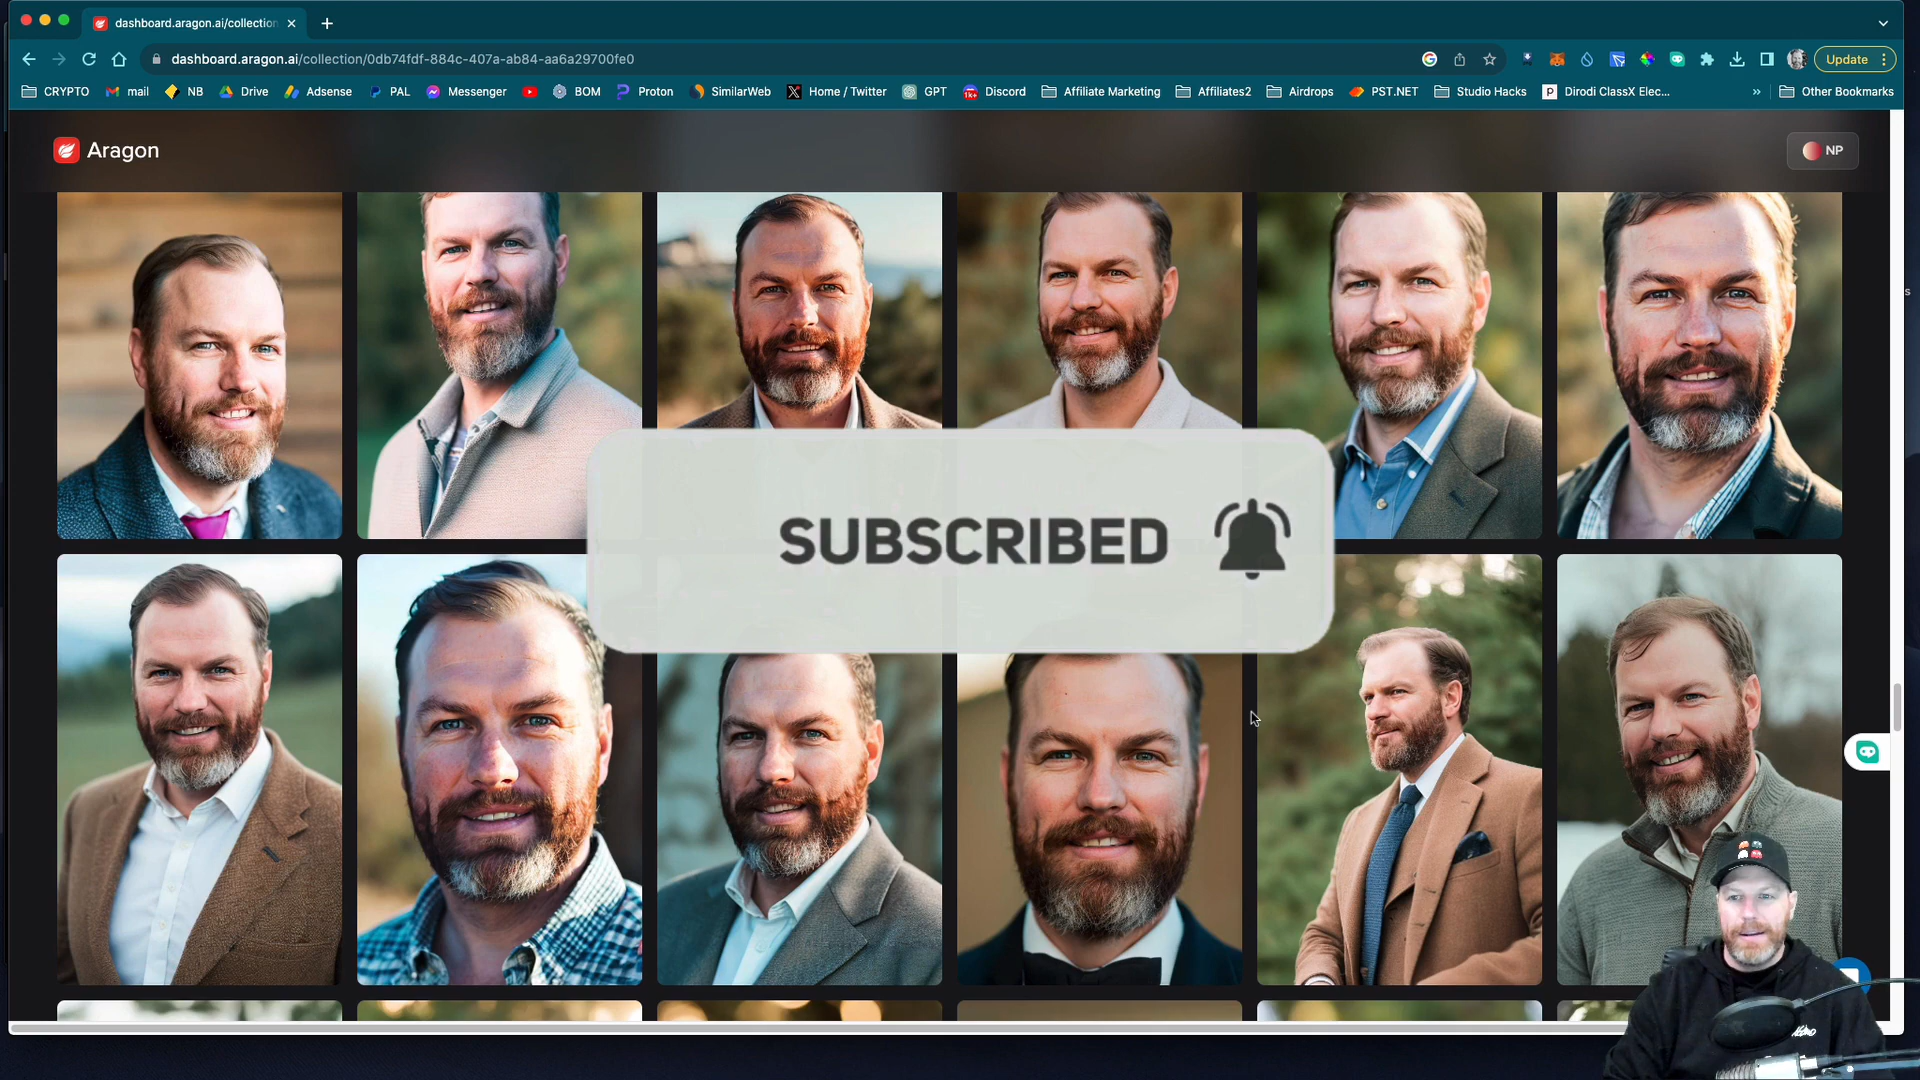 dashboard.aragon.ai/collection
dashboard.aragon.ai/collection/0db74fdf-884c-407a-ab84-aa6a29700fe0
Update
CRYPTO mail NB Drive Adsense PAL Messenger BOM Proton SimilarWeb Home / Twitter GPT Discord Affiliate Marketing Affiliates2 Airdrops PST.NET Studio Hacks Dirodi ClassX Elec... » Other Bookmarks
Aragon
NP
SUBSCRIBED